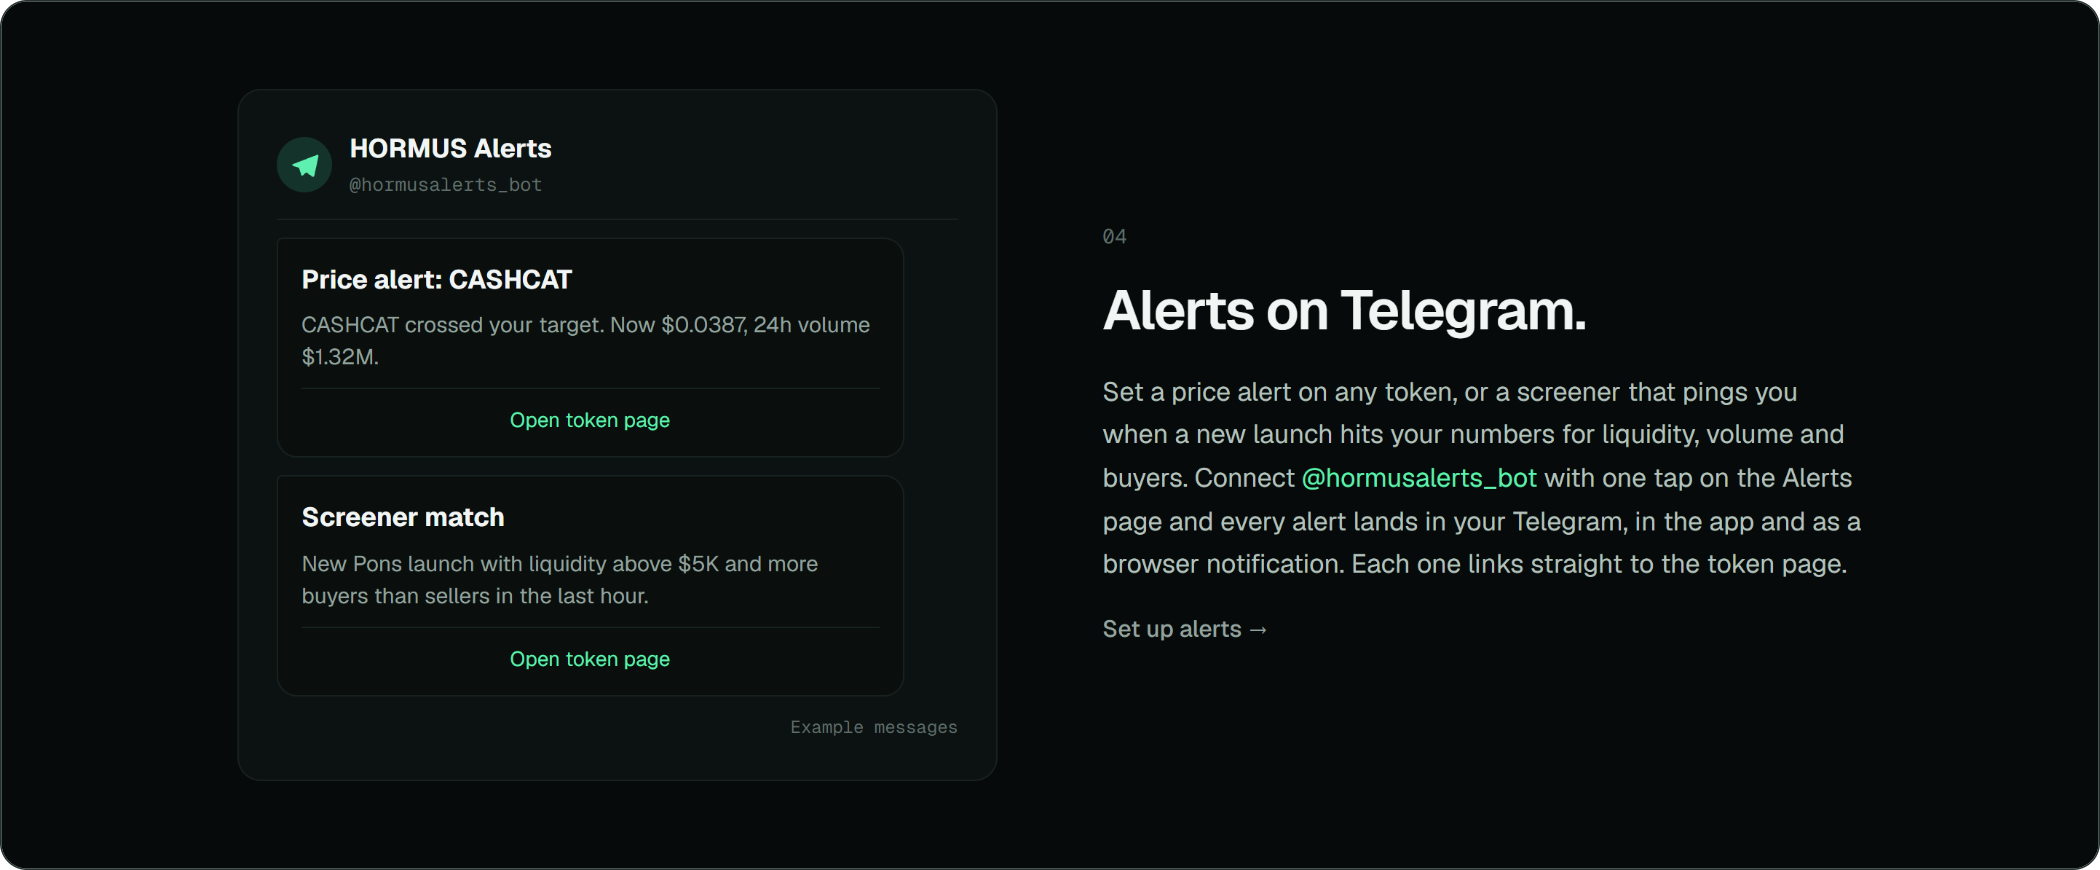 HORMUS Alerts
@hormusalerts_bot
Price alert: CASHCAT
CASHCAT crossed your target. Now $0.0387, 24h volume
$1.32M.
Open token page
Screener match
New Pons launch with liquidity above $5K and more
buyers than sellers in the last hour.
Open token page
Example messages
04
Alerts on Telegram.
Set a price alert on any token, or a screener that pings you
when a new launch hits your numbers for liquidity, volume and
buyers. Connect @hormusalerts_bot with one tap on the Alerts
page and every alert lands in your Telegram, in the app and as a
browser notification. Each one links straight to the token page.
Set up alerts →